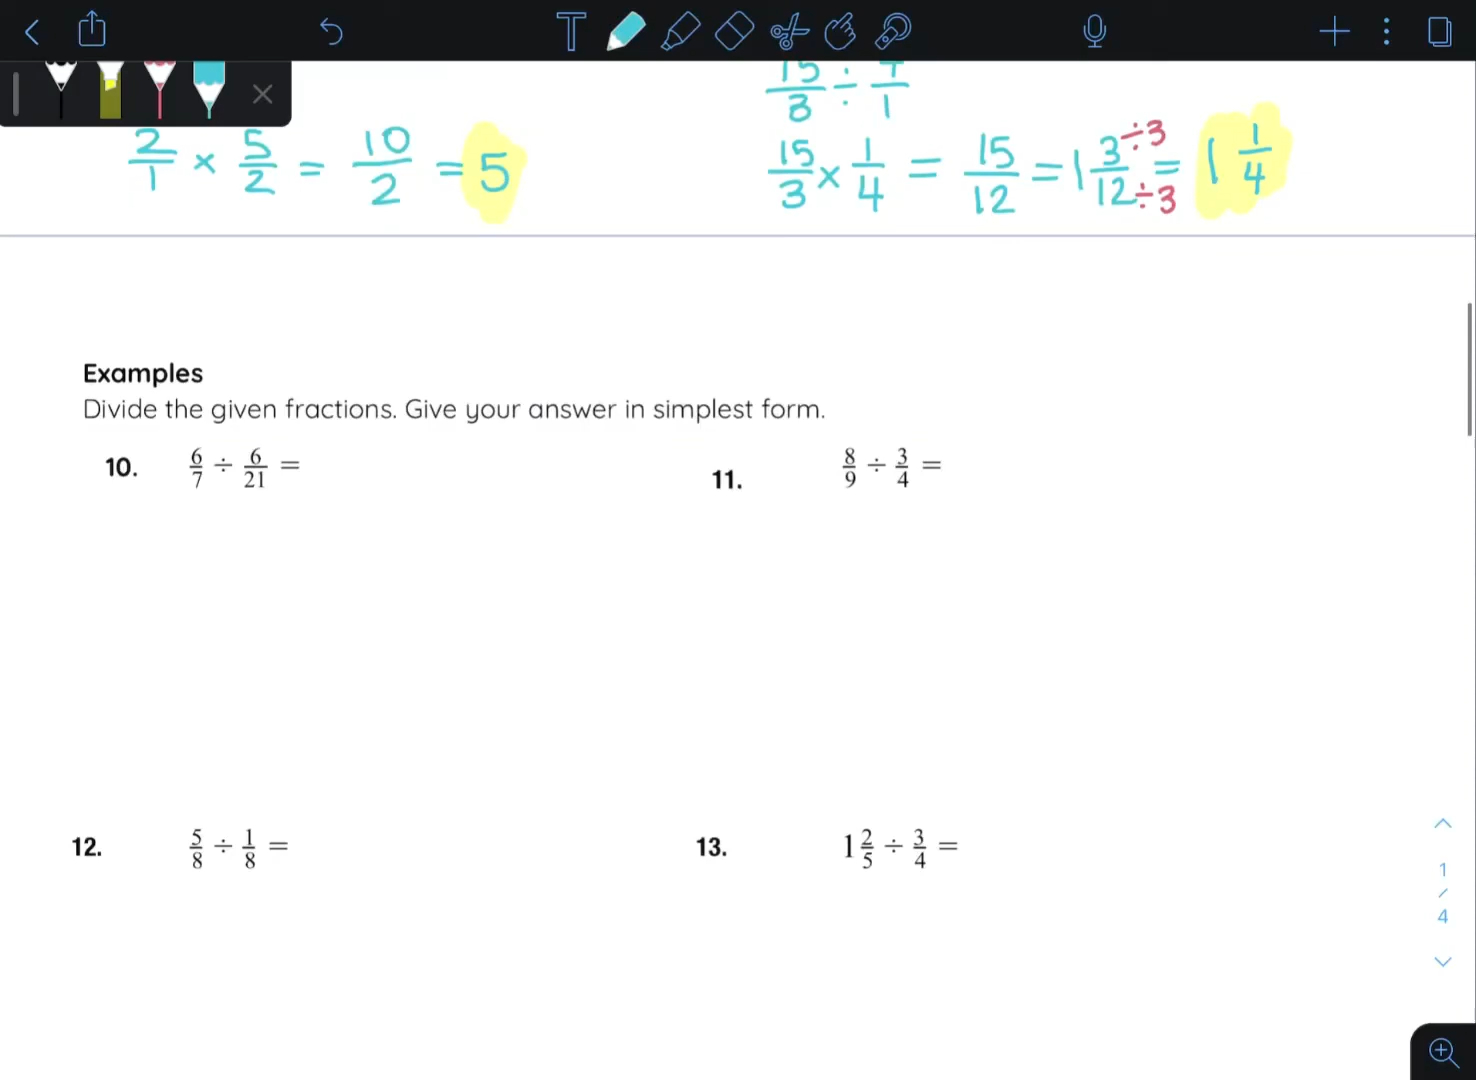 15/3 ÷ 4/1
2/1 × 5/2 = 10/2 = 5
15/3 × 1/4 = 15/12 = 1 3÷3/12÷3 = 1 1/4
Examples
Divide the given fractions. Give your answer in simplest form.
10. 6/7 ÷ 6/21 =
11. 8/9 ÷ 3/4 =
12. 5/8 ÷ 1/8 =
13. 1 2/5 ÷ 3/4 =
1
/
4